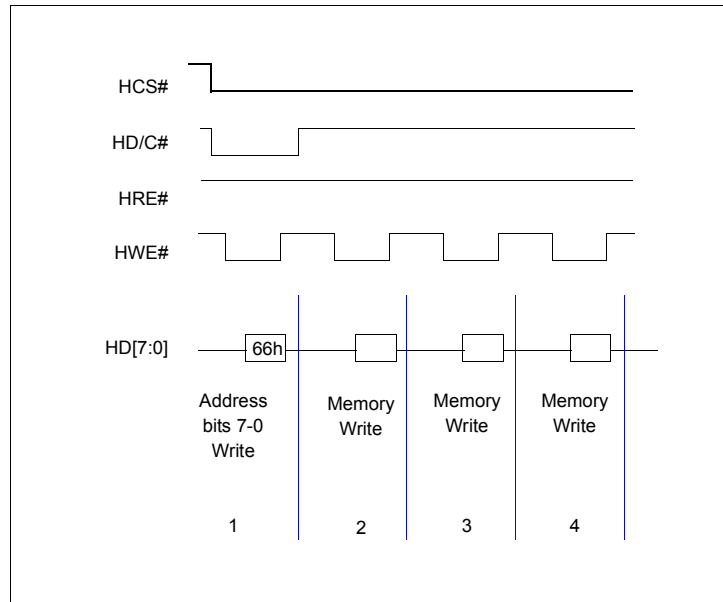 HCS#
HD/C#
HRE#
HWE#
HD[7:0]
66h
Address
bits 7-0
Write
Memory
Write
Memory
Write
Memory
Write
1
2
3
4